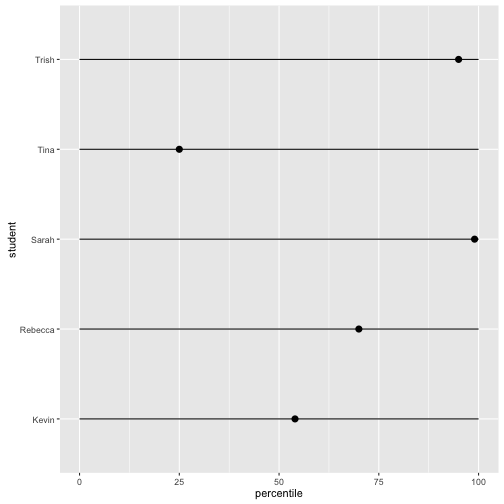 Trish
Tina
Sarah
Rebecca
Kevin
student
0 25 50 75 100
percentile